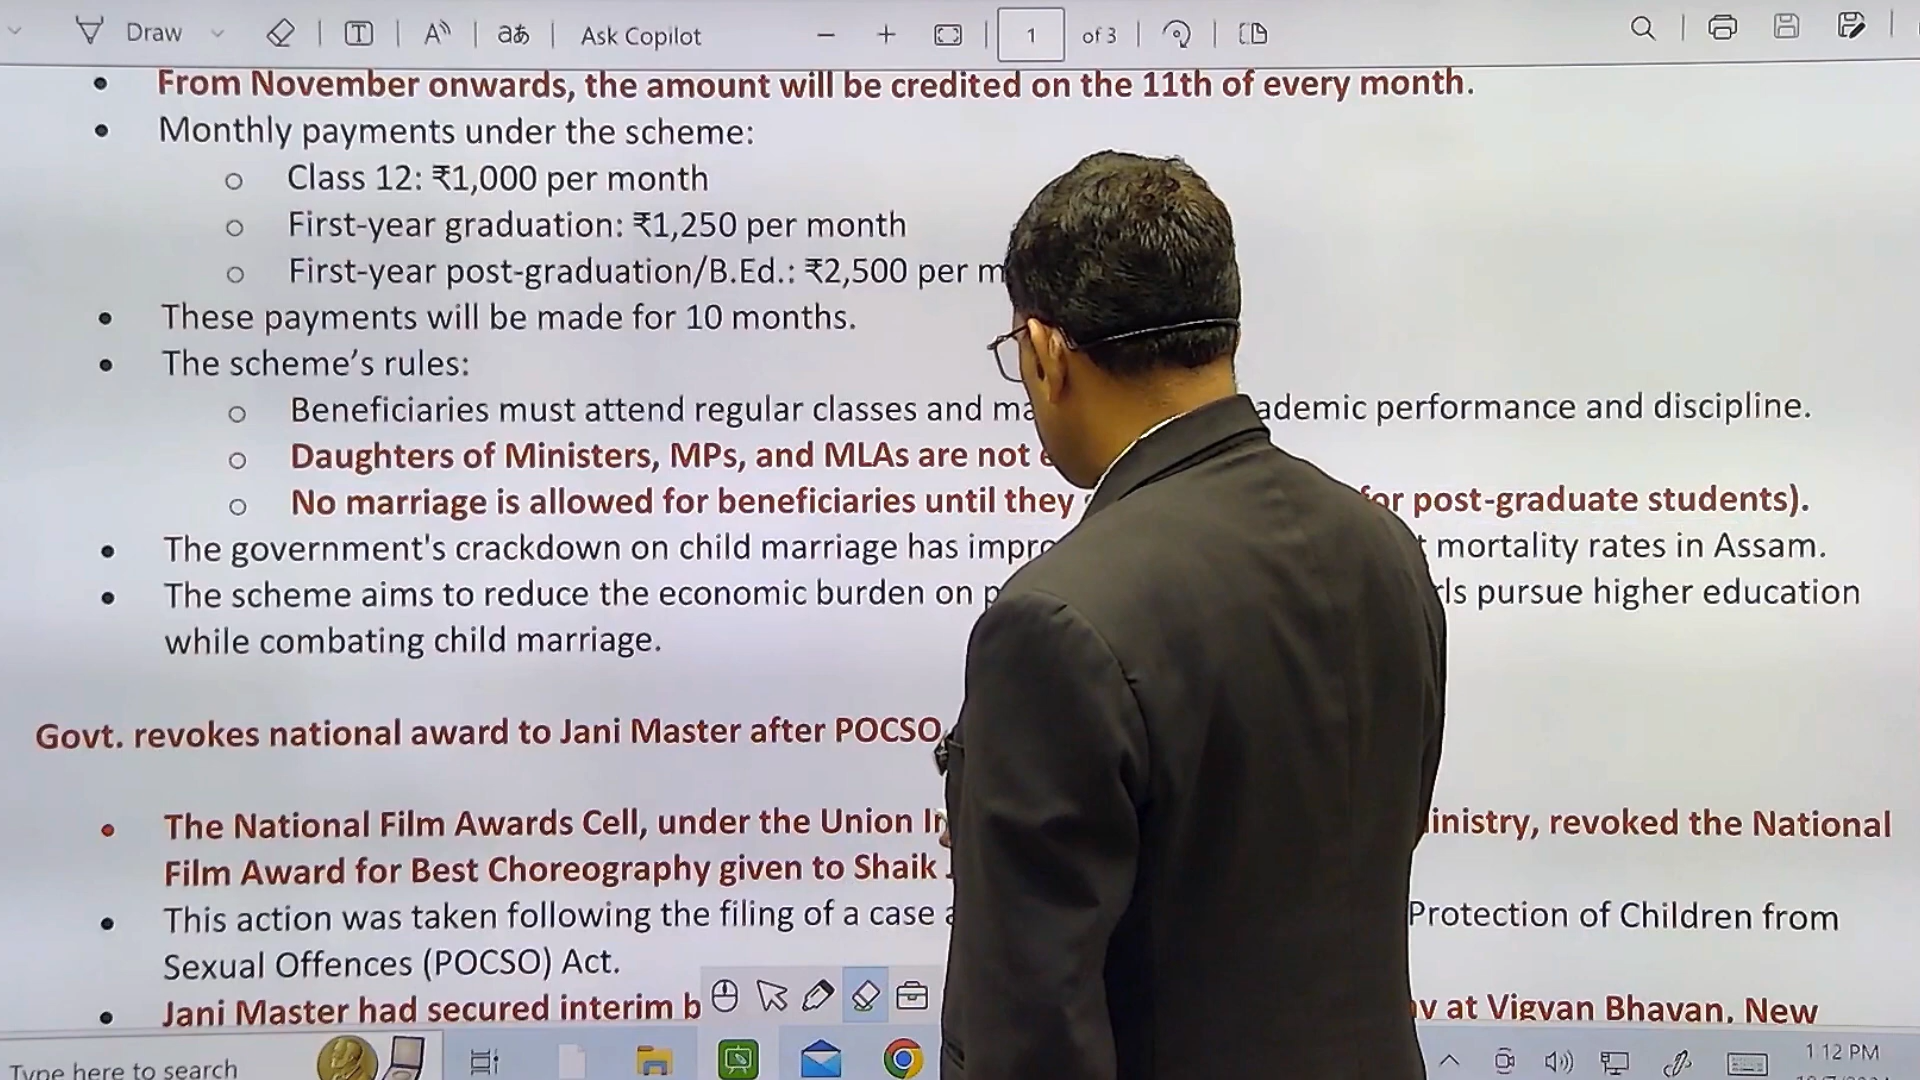 Draw
T
A
aあ
Ask Copilot
1
of 3
From November onwards, the amount will be credited on the 11th of every month.
Monthly payments under the scheme:
Class 12: ₹1,000 per month
First-year graduation: ₹1,250 per month
First-year post-graduation/B.Ed.: ₹2,500 per m
These payments will be made for 10 months.
The scheme’s rules:
Beneficiaries must attend regular classes and ma ademic performance and discipline.
Daughters of Ministers, MPs, and MLAs are not e
No marriage is allowed for beneficiaries until they for post-graduate students).
The government's crackdown on child marriage has impro mortality rates in Assam.
The scheme aims to reduce the economic burden on p rls pursue higher education
while combating child marriage.
Govt. revokes national award to Jani Master after POCSO
The National Film Awards Cell, under the Union In inistry, revoked the National
Film Award for Best Choreography given to Shaik
This action was taken following the filing of a case a Protection of Children from
Sexual Offences (POCSO) Act.
Jani Master had secured interim b y at Vigyan Bhavan, New
Type here to search
1:12 PM